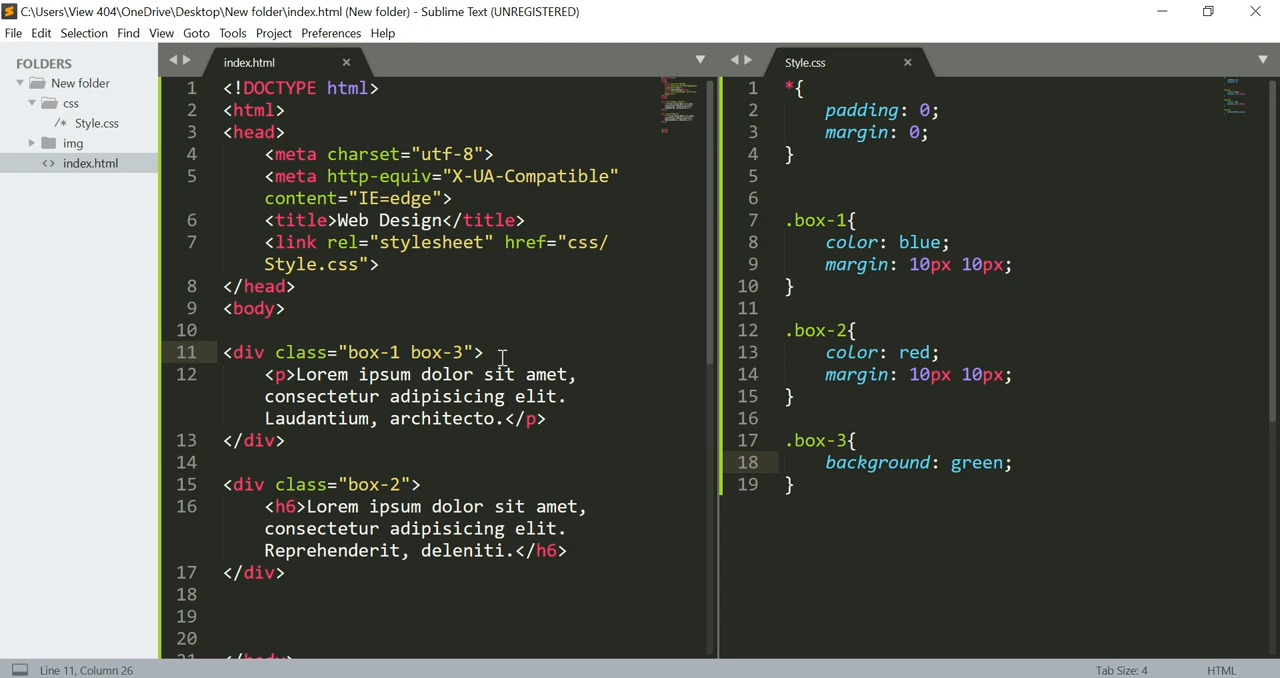 C:\Users\View 404\OneDrive\Desktop\New folder\index.html (New folder) - Sublime Text (UNREGISTERED)
File Edit Selection Find View Goto Tools Project Preferences Help
FOLDERS
New folder
css
/* Style.css
img
<> index.html
index.html
1 <!DOCTYPE html>
2 <html>
3 <head>
4 <meta charset="utf-8">
5 <meta http-equiv="X-UA-Compatible"
content="IE=edge">
6 <title>Web Design</title>
7 <link rel="stylesheet" href="css/
Style.css">
8 </head>
9 <body>
10
11 <div class="box-1 box-3">
12 <p>Lorem ipsum dolor sit amet,
consectetur adipisicing elit.
Laudantium, architecto.</p>
13 </div>
14
15 <div class="box-2">
16 <h6>Lorem ipsum dolor sit amet,
consectetur adipisicing elit.
Reprehenderit, deleniti.</h6>
17 </div>
18
19
20
21 </body>
Style.css
1 *{
2 padding: 0;
3 margin: 0;
4 }
5
6
7 .box-1{
8 color: blue;
9 margin: 10px 10px;
10 }
11
12 .box-2{
13 color: red;
14 margin: 10px 10px;
15 }
16
17 .box-3{
18 background: green;
19 }
Line 11, Column 26
Tab Size: 4
HTML